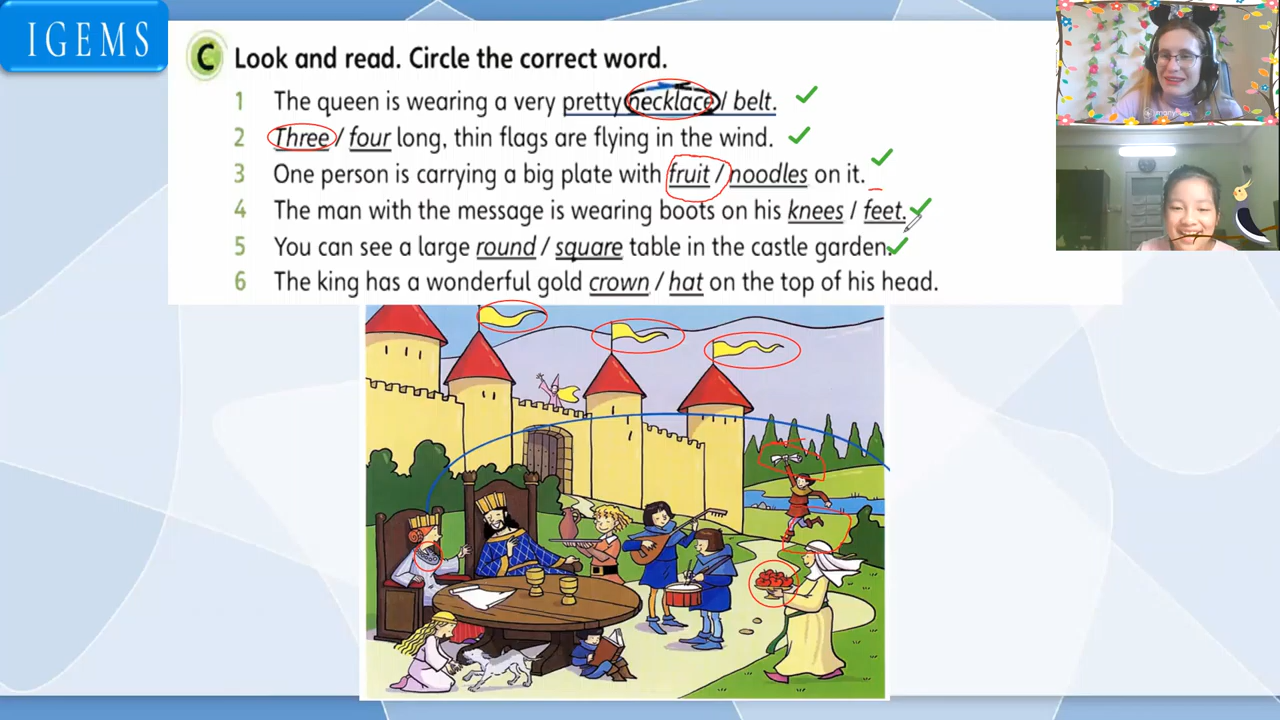 IGEMS
C Look and read. Circle the correct word.
1 The queen is wearing a very pretty necklace / belt.
2 Three / four long, thin flags are flying in the wind.
3 One person is carrying a big plate with fruit / noodles on it.
4 The man with the message is wearing boots on his knees / feet.
5 You can see a large round / square table in the castle garden.
6 The king has a wonderful gold crown / hat on the top of his head.